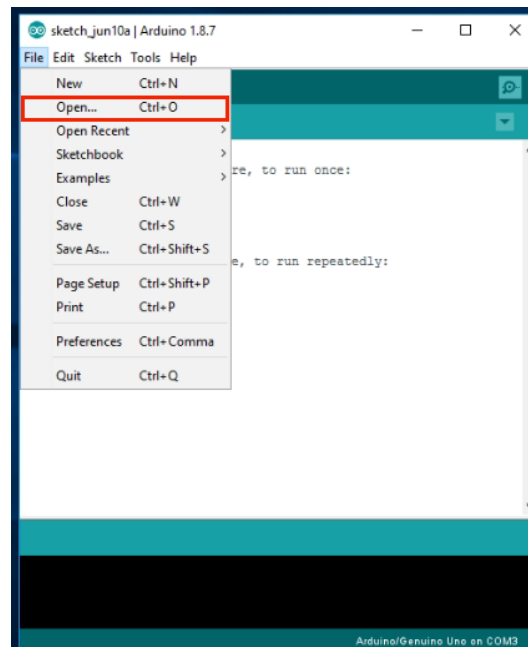 sketch_jun10a | Arduino 1.8.7
File Edit Sketch Tools Help
New Ctrl+N
Open... Ctrl+O
Open Recent >
Sketchbook >
Examples >
Close Ctrl+W
Save Ctrl+S
Save As... Ctrl+Shift+S
Page Setup Ctrl+Shift+P
Print Ctrl+P
Preferences Ctrl+Comma
Quit Ctrl+Q
re, to run once:
e, to run repeatedly:
Arduino/Genuino Uno on COM3